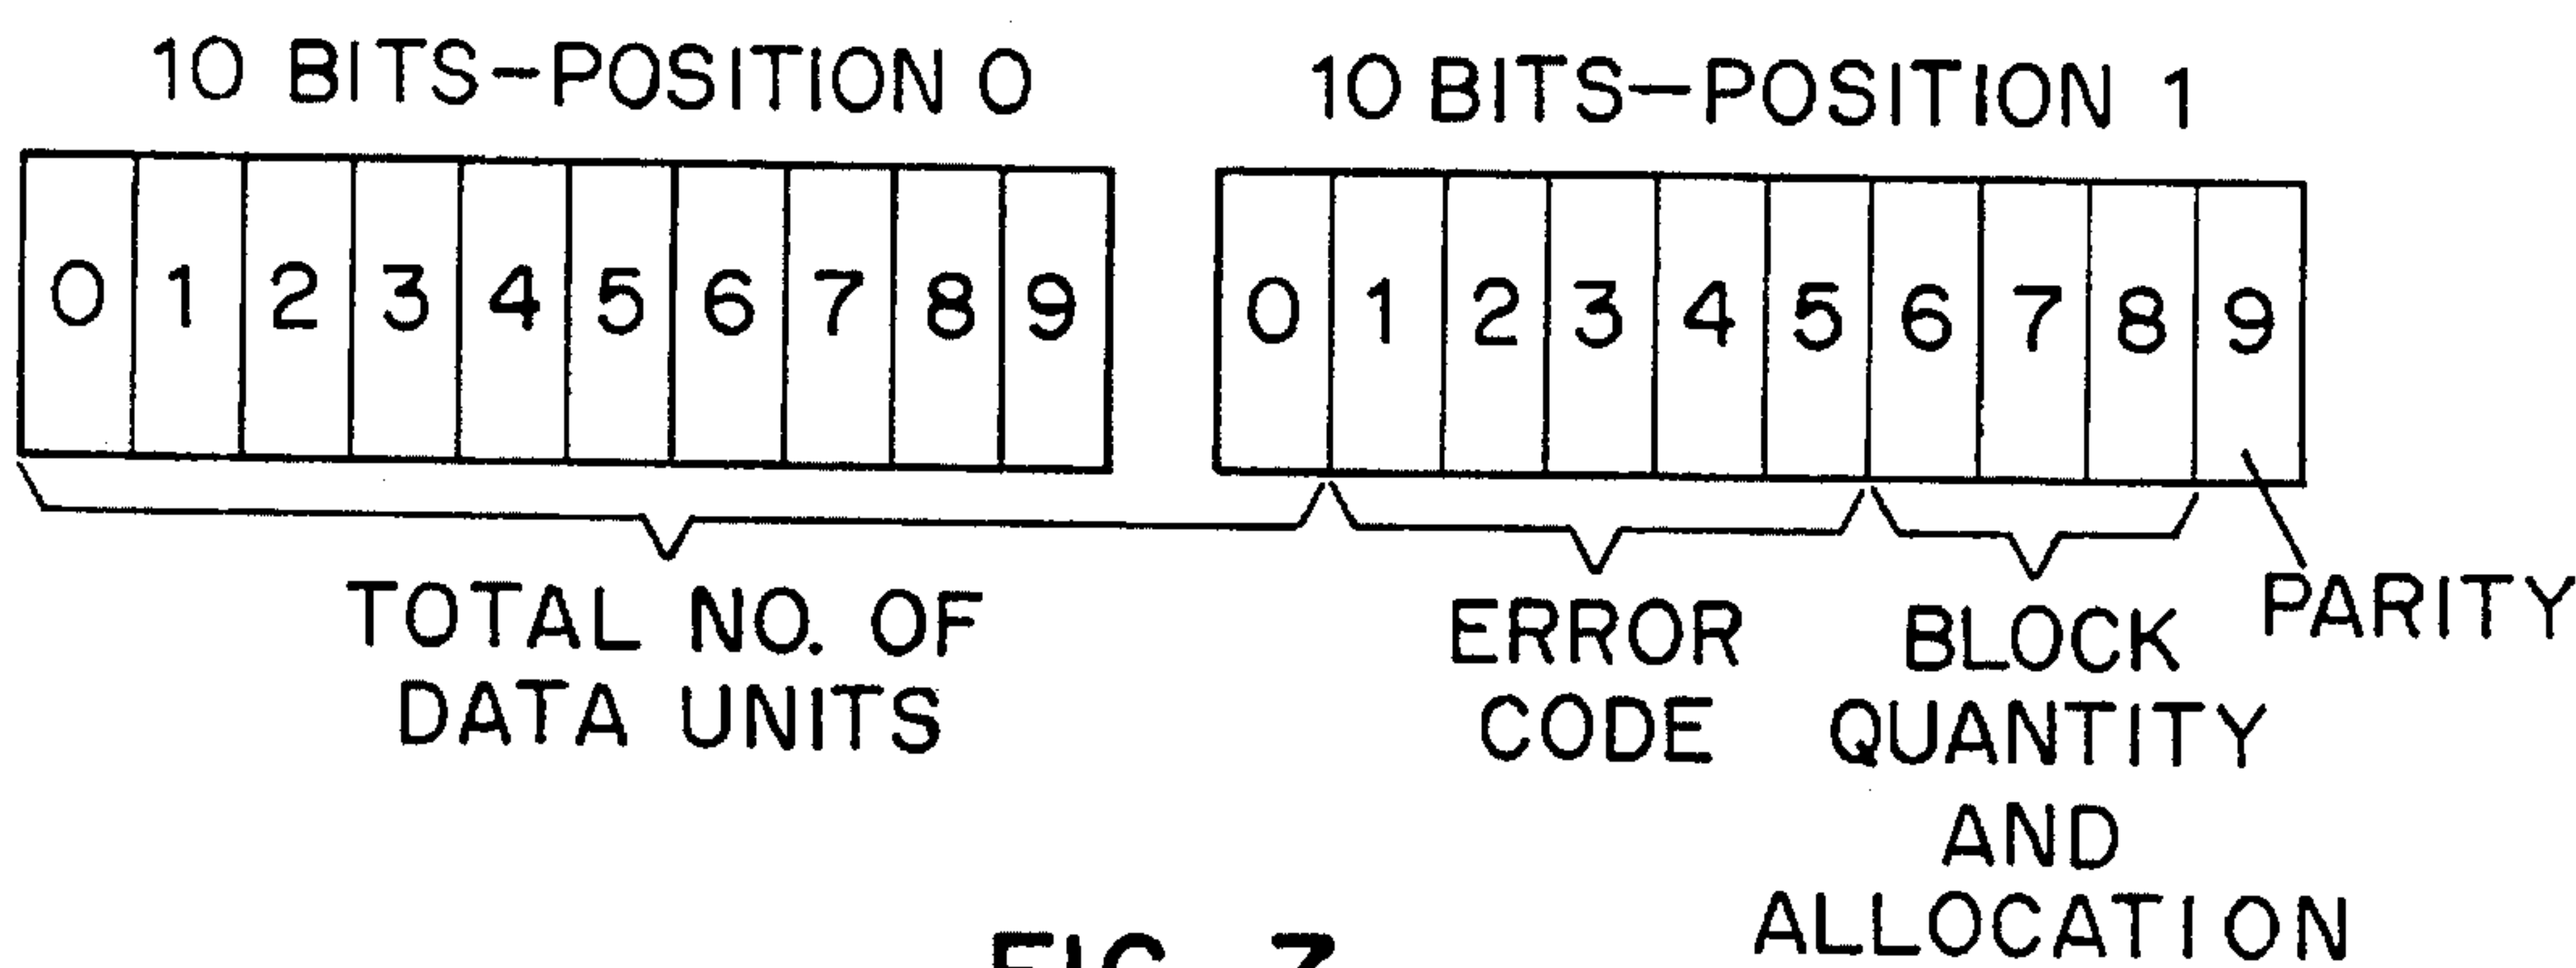 10 BITS-POSITION 0
10 BITS-POSITION 1
0 1 2 3 4 5 6 7 8 9
0 1 2 3 4 5 6 7 8 9
TOTAL NO. OF
DATA UNITS
ERROR
CODE
BLOCK
QUANTITY
AND
ALLOCATION
PARITY